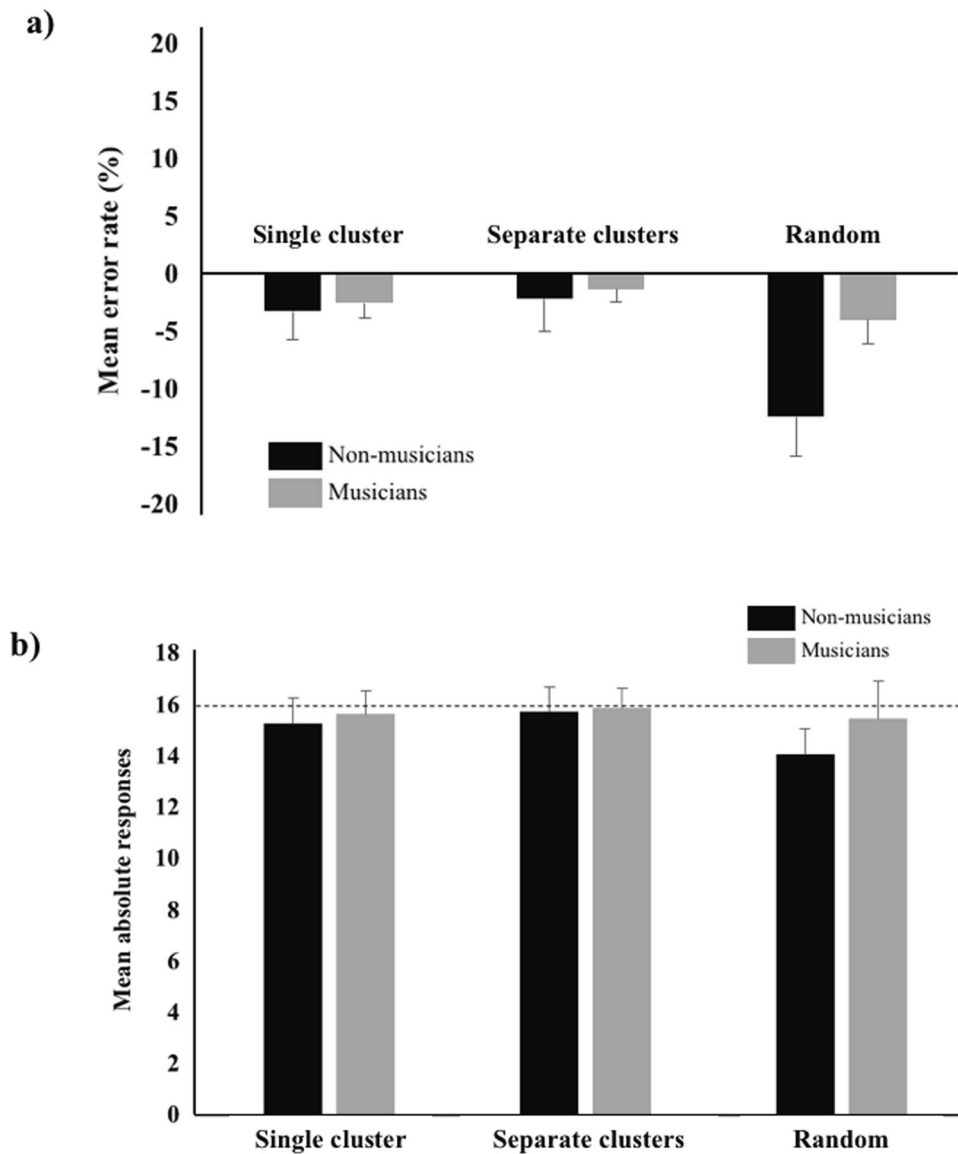 a)
Mean error rate (%)
20
15
10
5
0
-5
-10
-15
-20
Single cluster
Separate clusters
Random
Non-musicians
Musicians
b)
Non-musicians
Musicians
Mean absolute responses
18
16
14
12
10
8
6
4
2
0
Single cluster
Separate clusters
Random